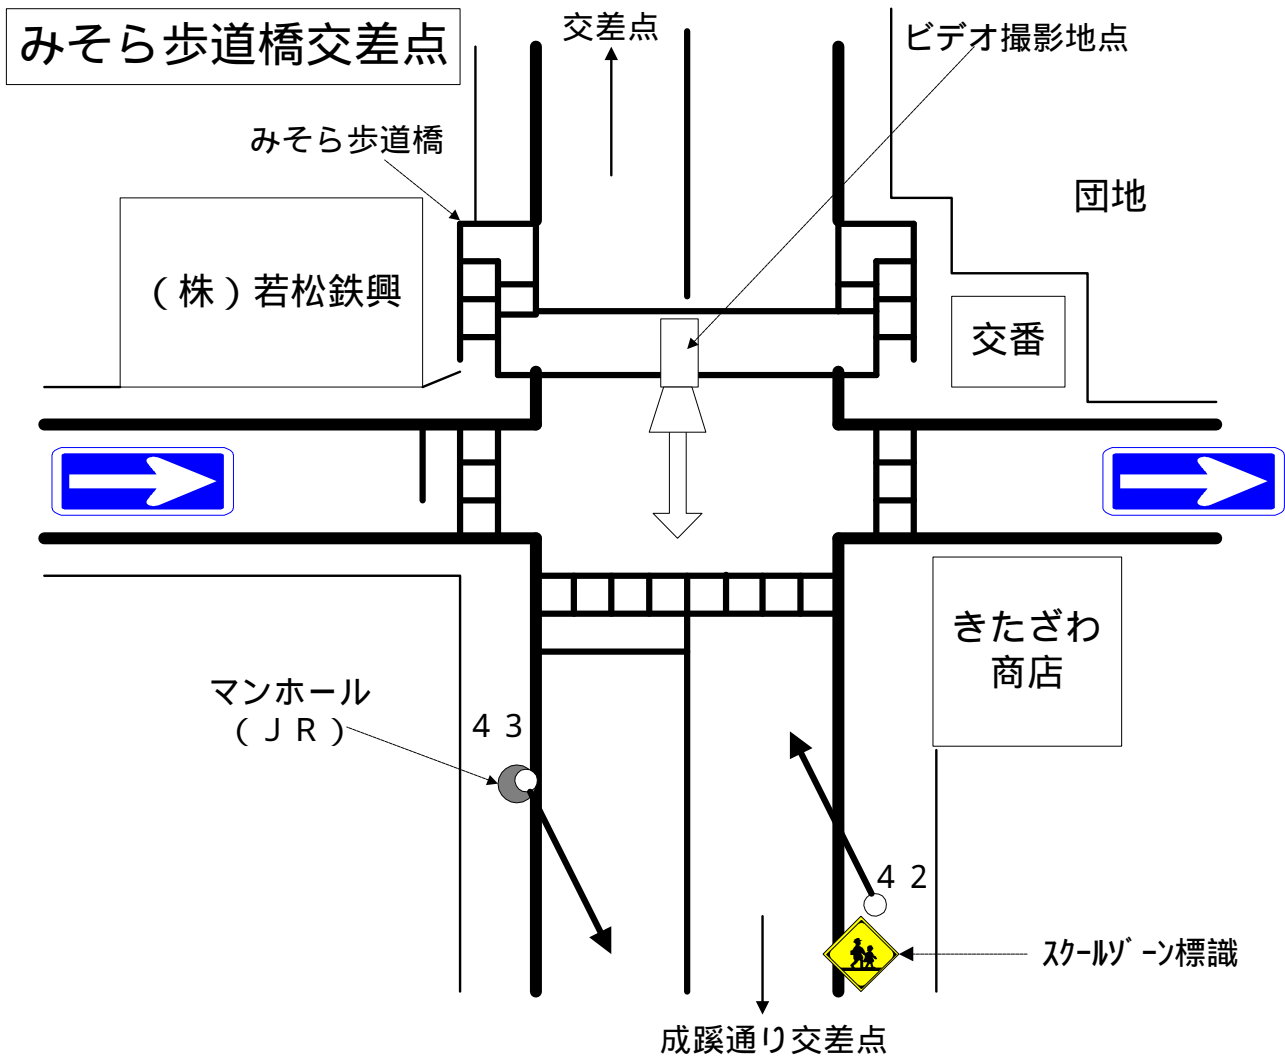 みそら歩道橋交差点
交差点
ビデオ撮影地点
みそら歩道橋
団地
（株）若松鉄興
交番
きたざわ
商店
マンホール
（ＪＲ）
４３
４２
ｽｸｰﾙｿﾞｰﾝ標識
成蹊通り交差点